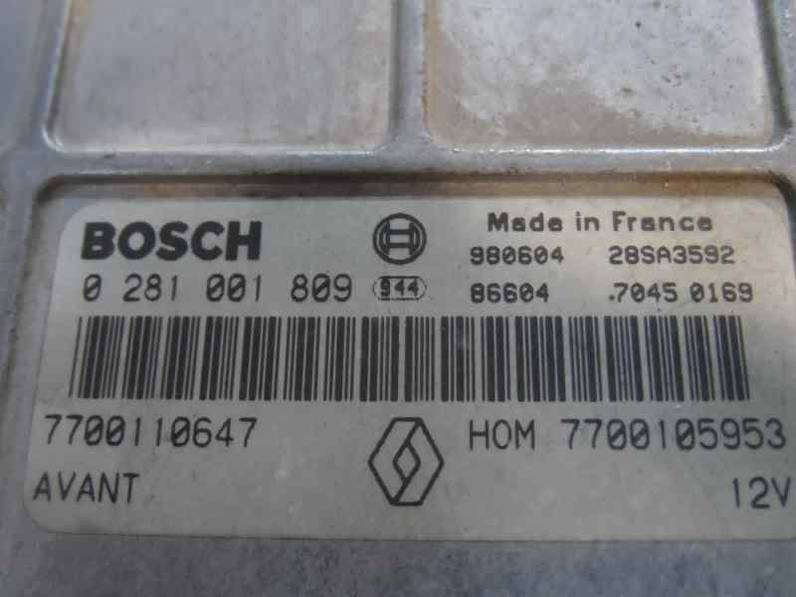 BOSCH Made in France
980604 28SA3592
0 281 001 809 944 86604 .7045 0169
7700110647 HOM 7700105953
AVANT 12V